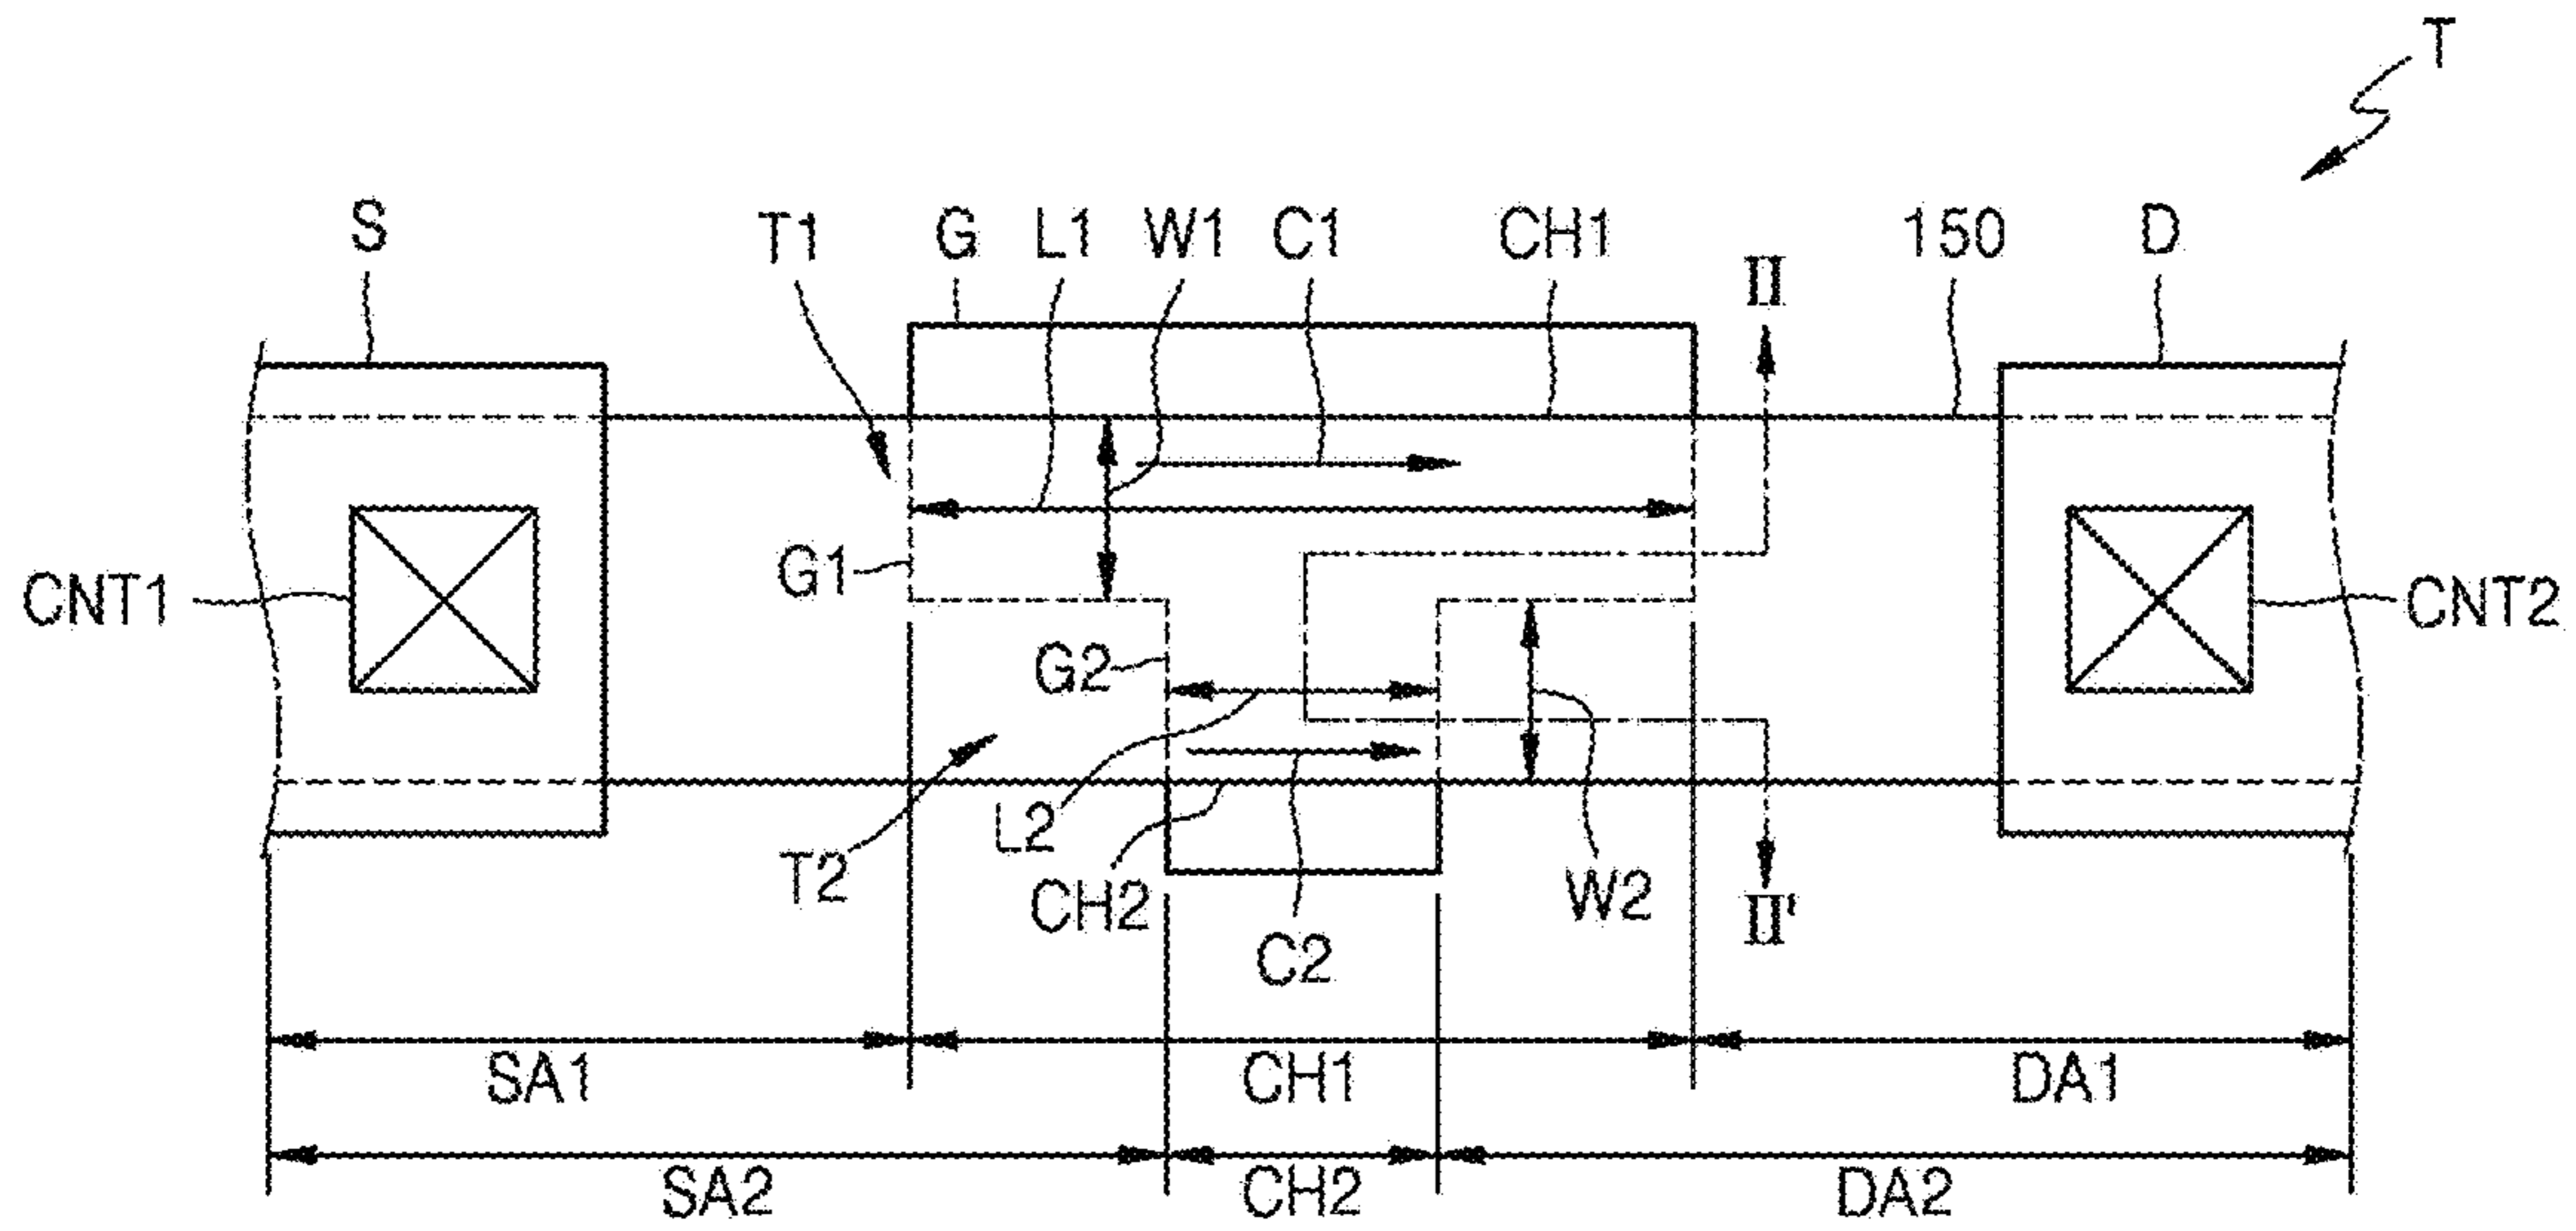 T
S T1 G L1 W1 C1 CH1 150 D
II
G1
CNT1 CNT2
G2
L2
T2 CH2 W2
II'
C2
SA1 CH1 DA1
SA2 CH2 DA2